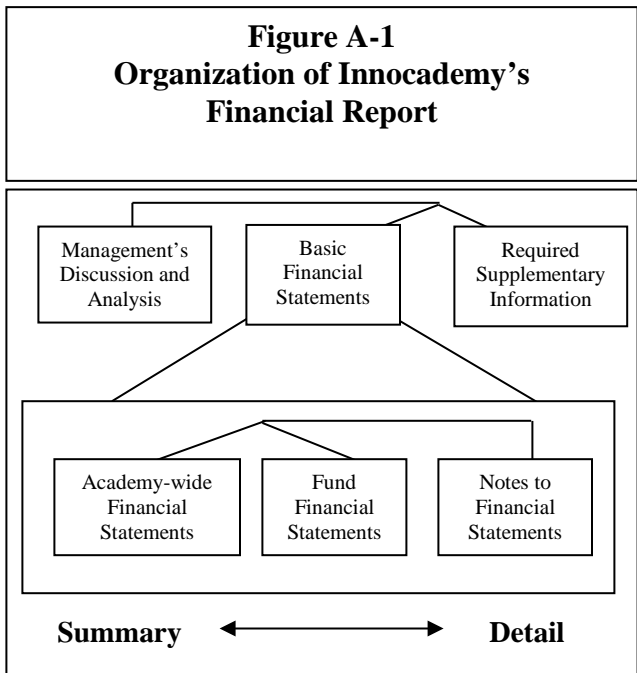 Figure A-1
Organization of Innocademy's
Financial Report
Management's
Discussion and
Analysis
Basic
Financial
Statements
Required
Supplementary
Information
Academy-wide
Financial
Statements
Fund
Financial
Statements
Notes to
Financial
Statements
Summary
Detail